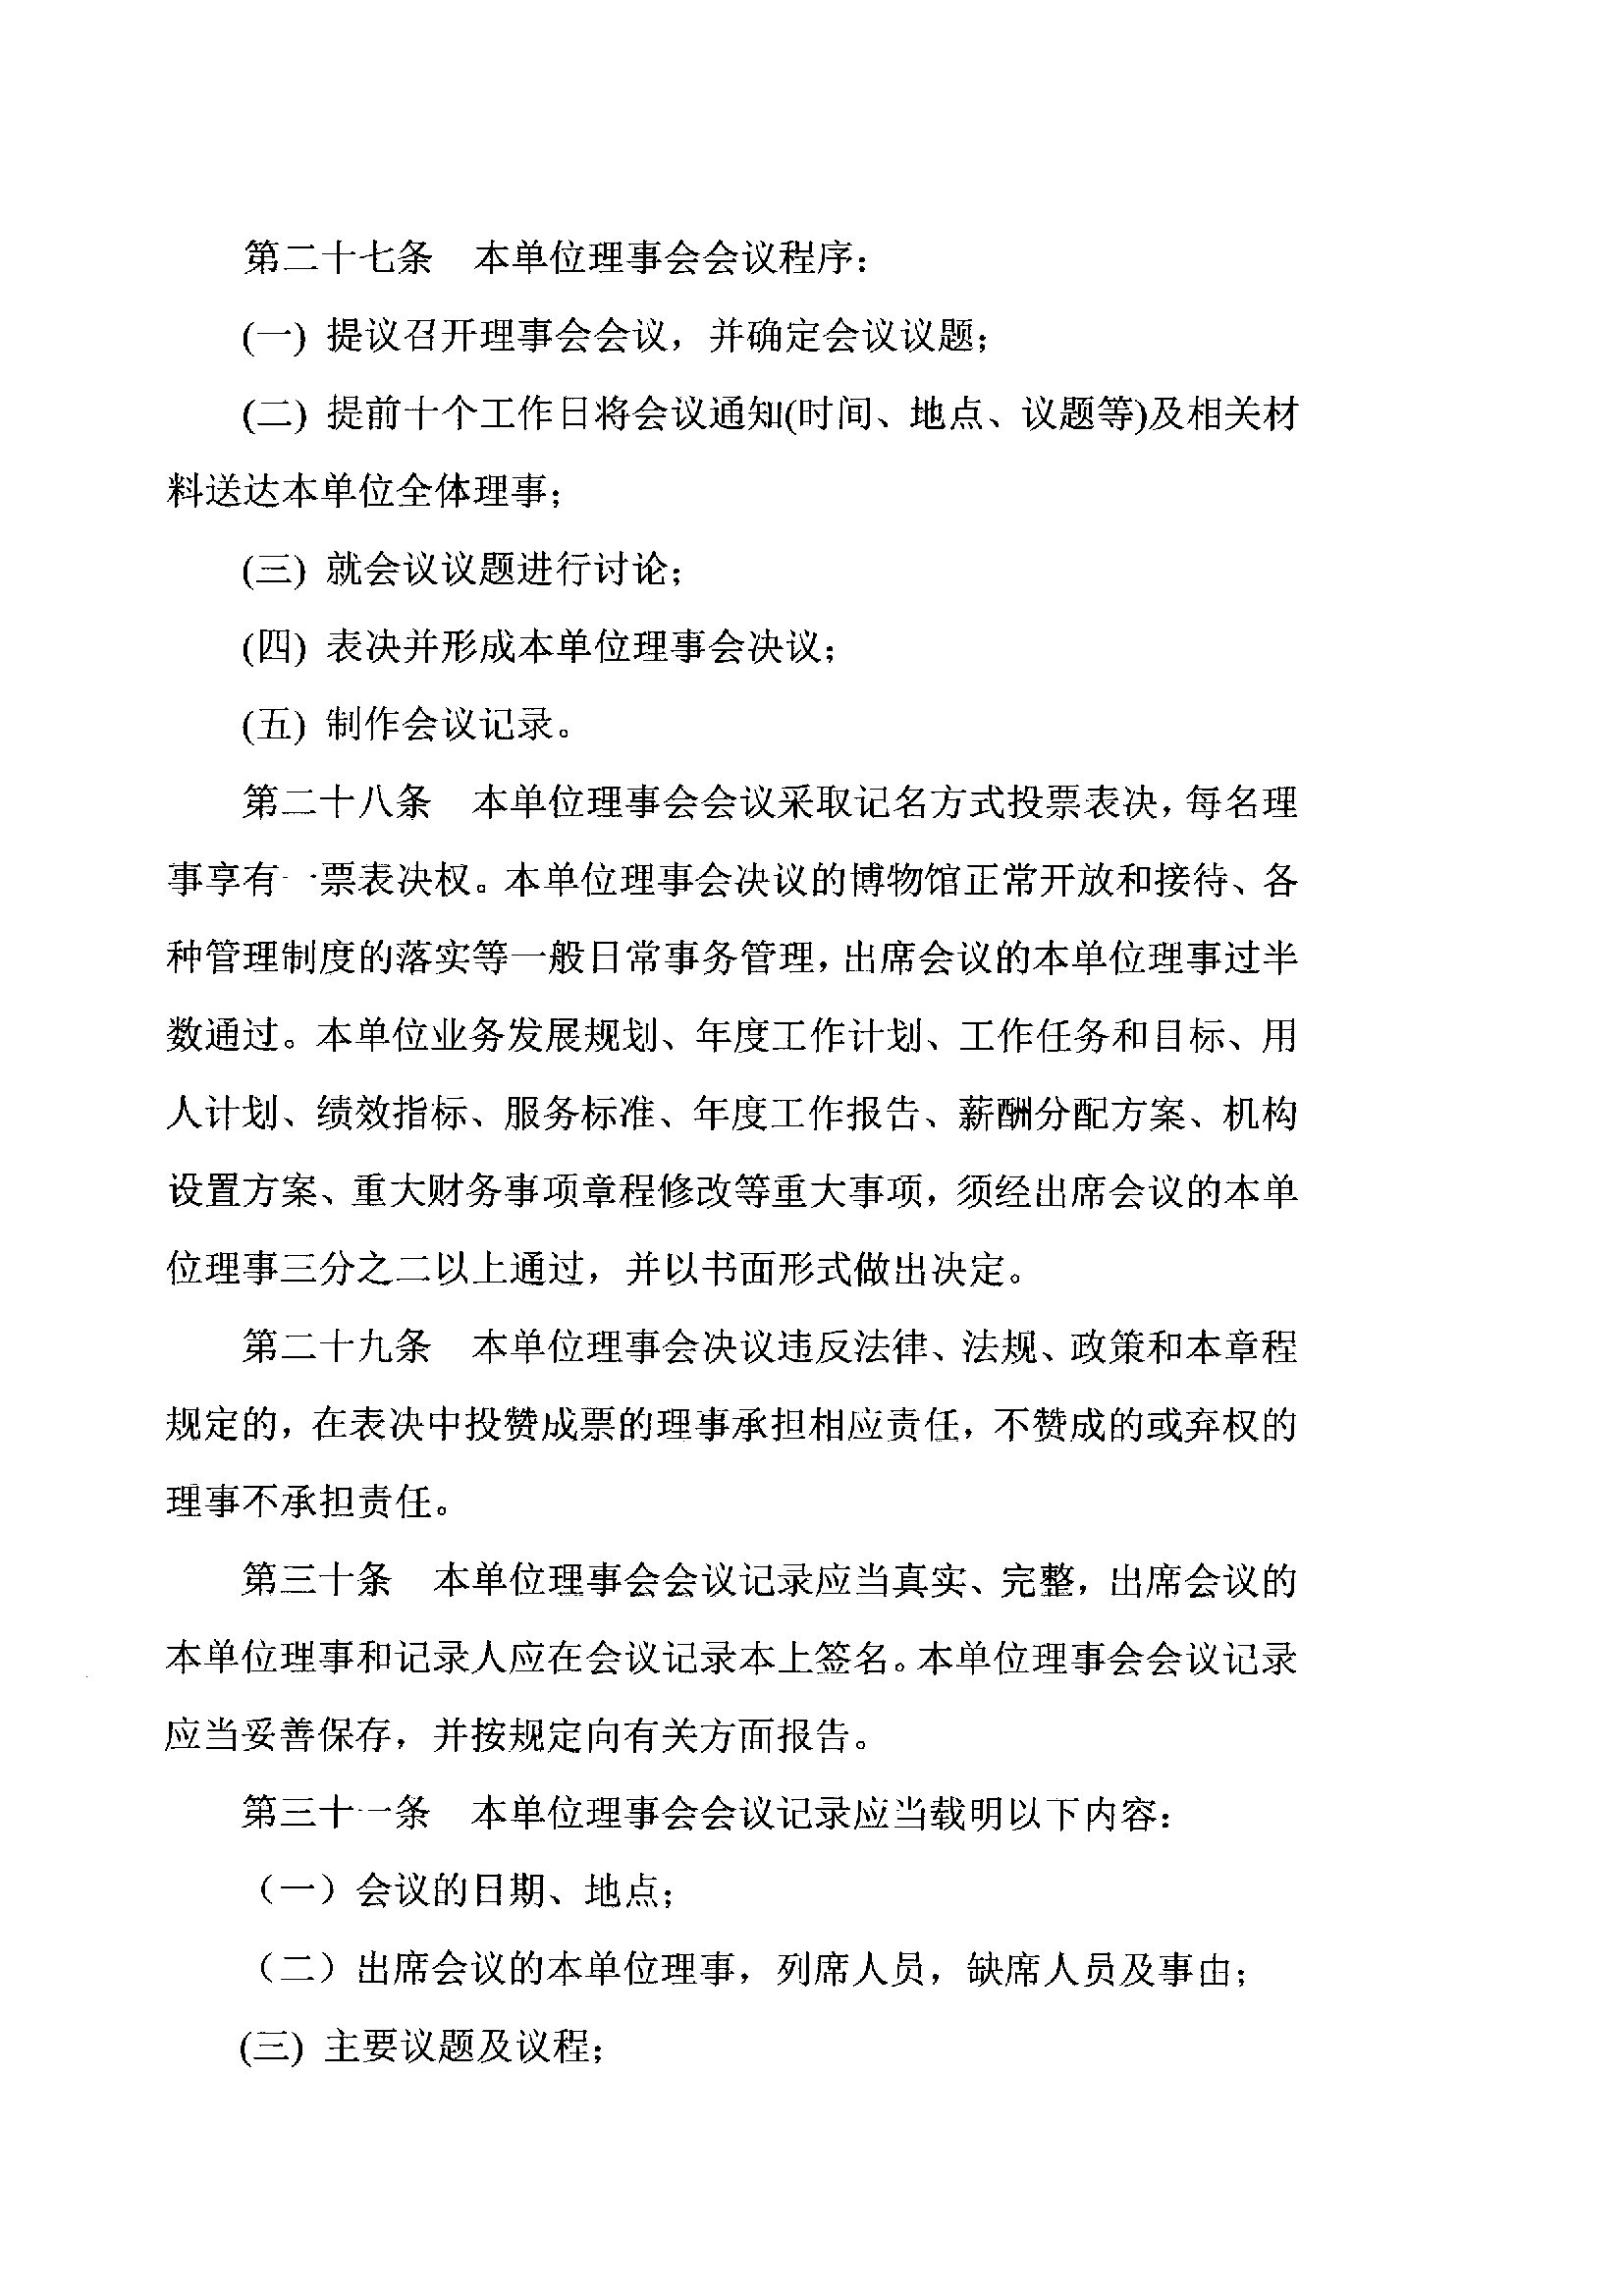 第二十七条　本单位理事会会议程序：
(一) 提议召开理事会会议，并确定会议议题；
(二) 提前十个工作日将会议通知(时间、地点、议题等)及相关材
料送达本单位全体理事；
(三) 就会议议题进行讨论；
(四) 表决并形成本单位理事会决议；
(五) 制作会议记录。
第二十八条　本单位理事会会议采取记名方式投票表决，每名理
事享有一票表决权。本单位理事会决议的博物馆正常开放和接待、各
种管理制度的落实等一般日常事务管理，出席会议的本单位理事过半
数通过。本单位业务发展规划、年度工作计划、工作任务和目标、用
人计划、绩效指标、服务标准、年度工作报告、薪酬分配方案、机构
设置方案、重大财务事项章程修改等重大事项，须经出席会议的本单
位理事三分之二以上通过，并以书面形式做出决定。
第二十九条　本单位理事会决议违反法律、法规、政策和本章程
规定的，在表决中投赞成票的理事承担相应责任，不赞成的或弃权的
理事不承担责任。
第三十条　本单位理事会会议记录应当真实、完整，出席会议的
本单位理事和记录人应在会议记录本上签名。本单位理事会会议记录
应当妥善保存，并按规定向有关方面报告。
第三十一条　本单位理事会会议记录应当载明以下内容：
（一）会议的日期、地点；
（二）出席会议的本单位理事，列席人员，缺席人员及事由；
(三) 主要议题及议程；